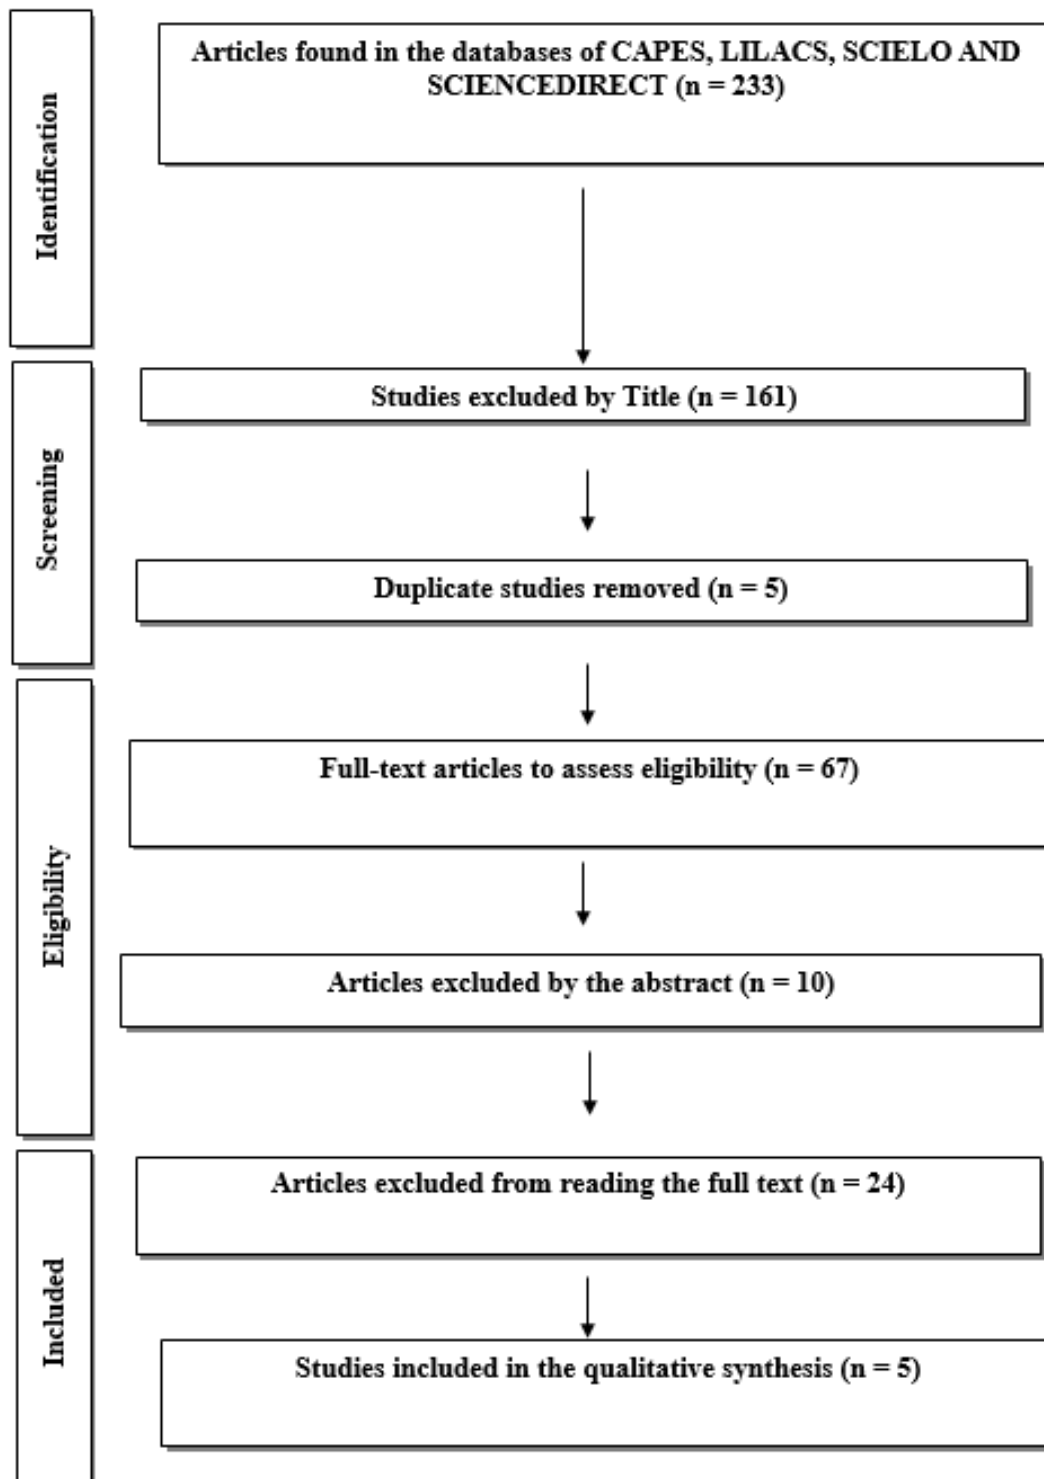 Identification
Articles found in the databases of CAPES, LILACS, SCIELO AND
SCIENCEDIRECT (n = 233)
Screening
Studies excluded by Title (n = 161)
Duplicate studies removed (n = 5)
Eligibility
Full-text articles to assess eligibility (n = 67)
Articles excluded by the abstract (n = 10)
Included
Articles excluded from reading the full text (n = 24)
Studies included in the qualitative synthesis (n = 5)